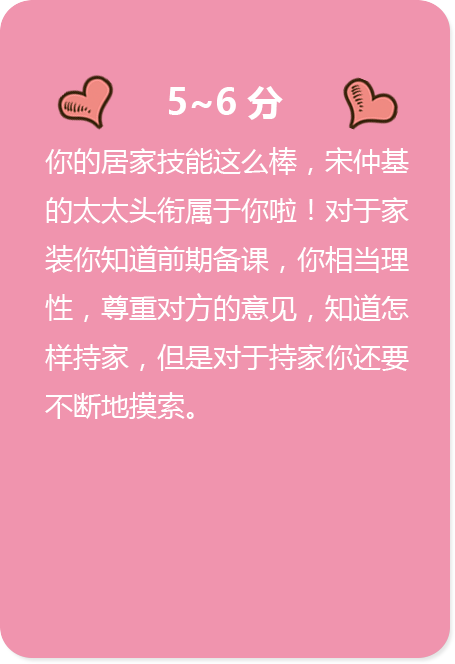 5~6 分
你的居家技能这么棒，宋仲基
的太太头衔属于你啦！对于家
装你知道前期备课，你相当理
性，尊重对方的意见，知道怎
样持家，但是对于持家你还要
不断地摸索。